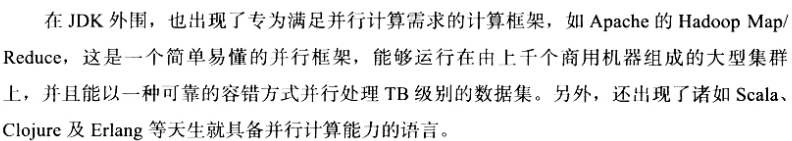 在 JDK 外围，也出现了专为满足并行计算需求的计算框架，如 Apache 的 Hadoop Map/
Reduce，这是一个简单易懂的并行框架，能够运行在由上千个商用机器组成的大型集群
上，并且能以一种可靠的容错方式并行处理 TB 级别的数据集。另外，还出现了诸如 Scala、
Clojure 及 Erlang 等天生就具备并行计算能力的语言。